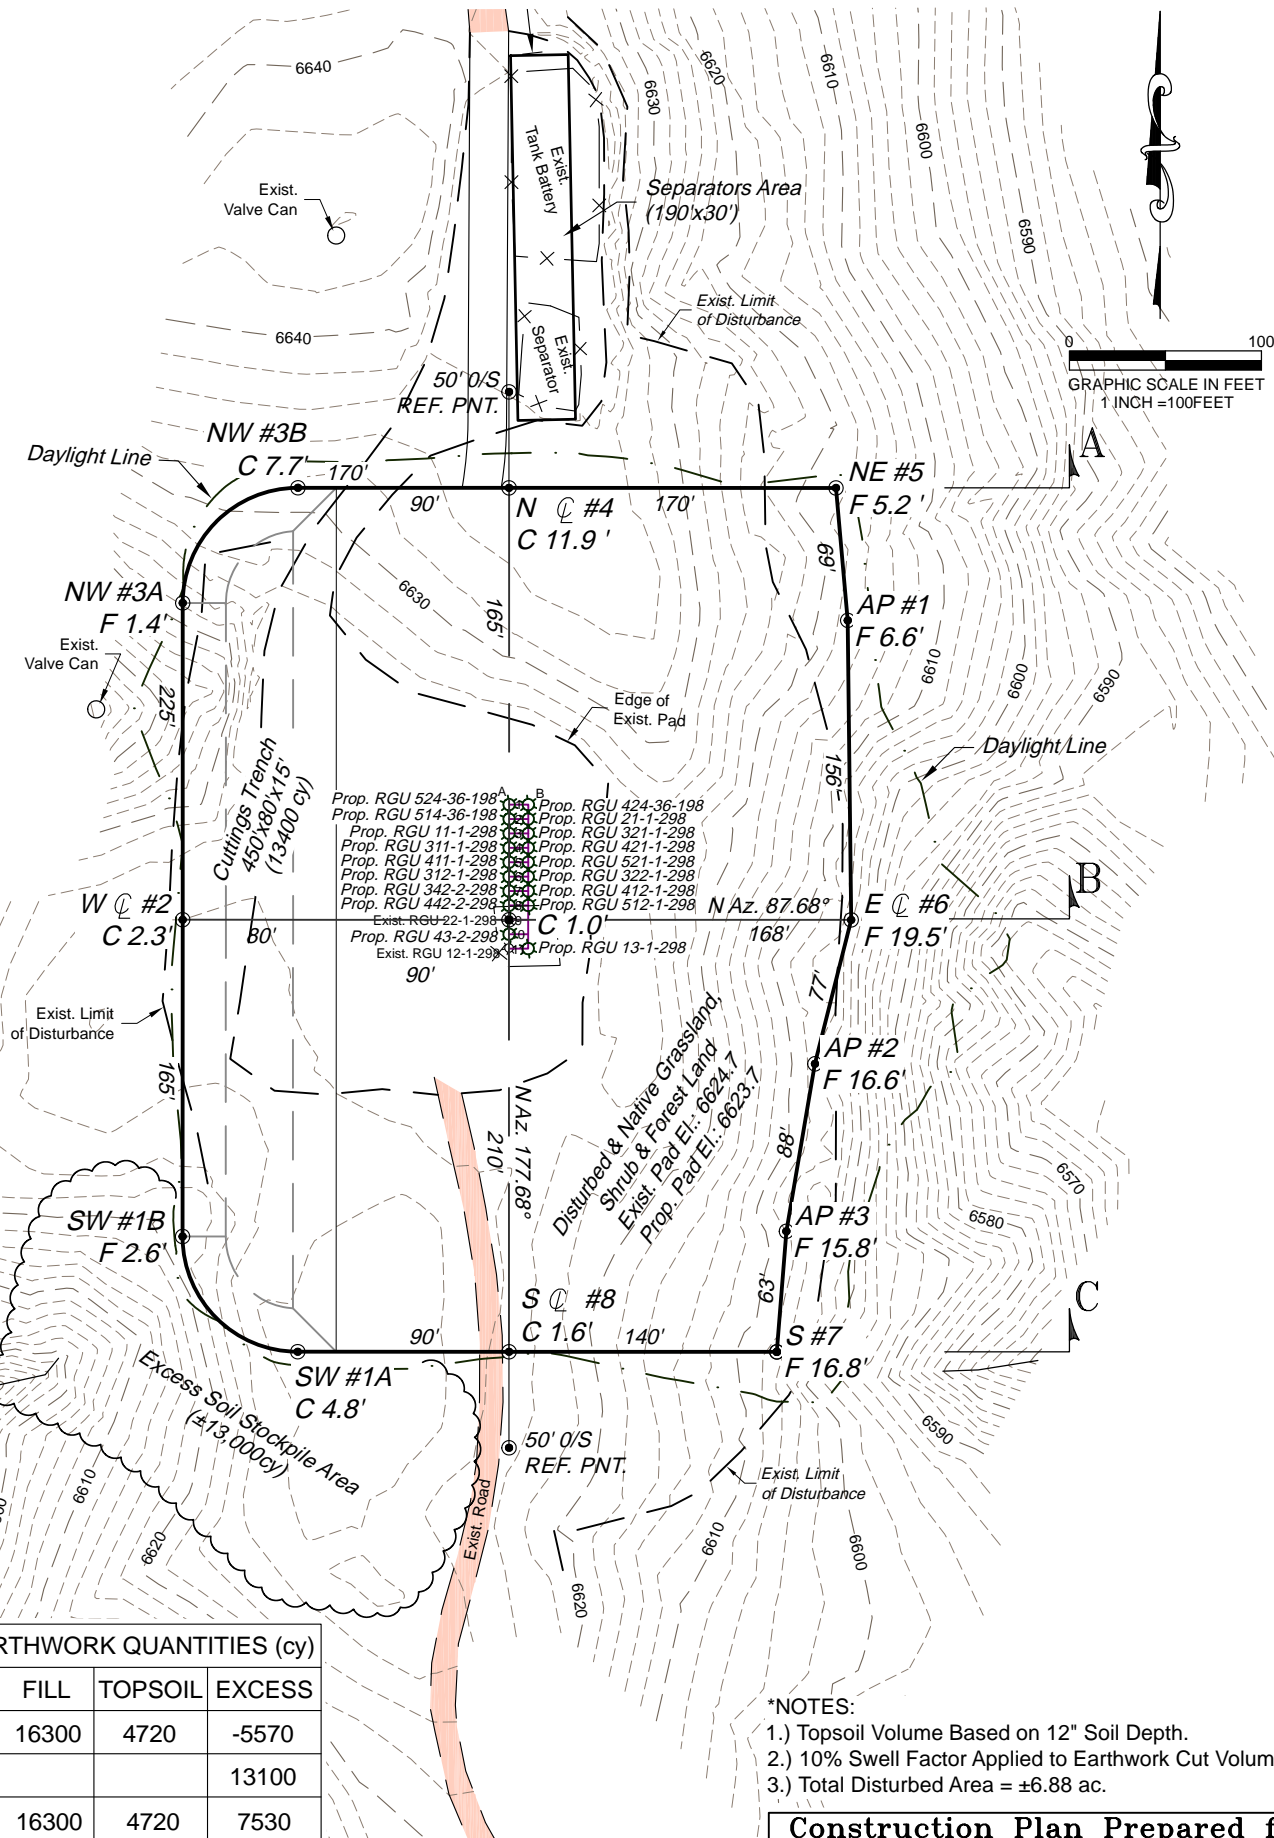 6640
6620
6610
6630
6600
Exist.
Tank Battery
Exist.
Valve Can
Separators Area
(190'x30')
6590
Exist. Limit
of Disturbance
6640
Exist.
Separator
0
100
GRAPHIC SCALE IN FEET
1 INCH =100FEET
50' 0/S
REF. PNT.
NW #3B
C 7.7'
Daylight Line
170'
90'
N ℄ #4
C 11.9 '
170'
NE #5
F 5.2 '
A
69'
NW #3A
F 1.4'
6630
165'
AP #1
F 6.6'
Exist.
Valve Can
6610
6600
6590
225'
Edge of
Exist. Pad
Daylight Line
156'
Cuttings Trench
450'x80'x15'
(13400 cy)
A
B
Prop. RGU 524-36-198
Prop. RGU 424-36-198
Prop. RGU 514-36-198
Prop. RGU 21-1-298
Prop. RGU 11-1-298
Prop. RGU 321-1-298
Prop. RGU 311-1-298
Prop. RGU 421-1-298
Prop. RGU 411-1-298
Prop. RGU 521-1-298
Prop. RGU 312-1-298
Prop. RGU 322-1-298
Prop. RGU 342-2-298
Prop. RGU 412-1-298
Prop. RGU 442-2-298
Prop. RGU 512-1-298
Exist. RGU 22-1-298
Prop. RGU 43-2-298
Exist. RGU 12-1-298
Prop. RGU 13-1-298
C 1.0'
N Az. 87.68°
168'
W ℄ #2
C 2.3'
80'
90'
E ℄ #6
F 19.5'
B
77'
Exist. Limit
of Disturbance
AP #2
F 16.6'
165'
N Az. 177.68°
210'
Disturbed & Native Grassland,
Shrub & Forest Land
Exist. Pad El.: 6624.7
Prop. Pad El.: 6623.7
88'
6570
6580
SW #1B
F 2.6'
AP #3
F 15.8'
63'
S ℄ #8
C 1.6'
90'
140'
S #7
F 16.8'
C
SW #1A
C 4.8'
Excess Soil Stockpile Area
(±13,000cy)
50' 0/S
REF. PNT.
6590
Exist. Limit
of Disturbance
6610
Exist. Road
6620
6610
6600
6620
RTHWORK QUANTITIES (cy)
FILL TOPSOIL EXCESS
16300 4720 -5570
13100
16300 4720 7530
*NOTES:
1.) Topsoil Volume Based on 12" Soil Depth.
2.) 10% Swell Factor Applied to Earthwork Cut Volum
3.) Total Disturbed Area = ±6.88 ac.
Construction Plan Prepared f